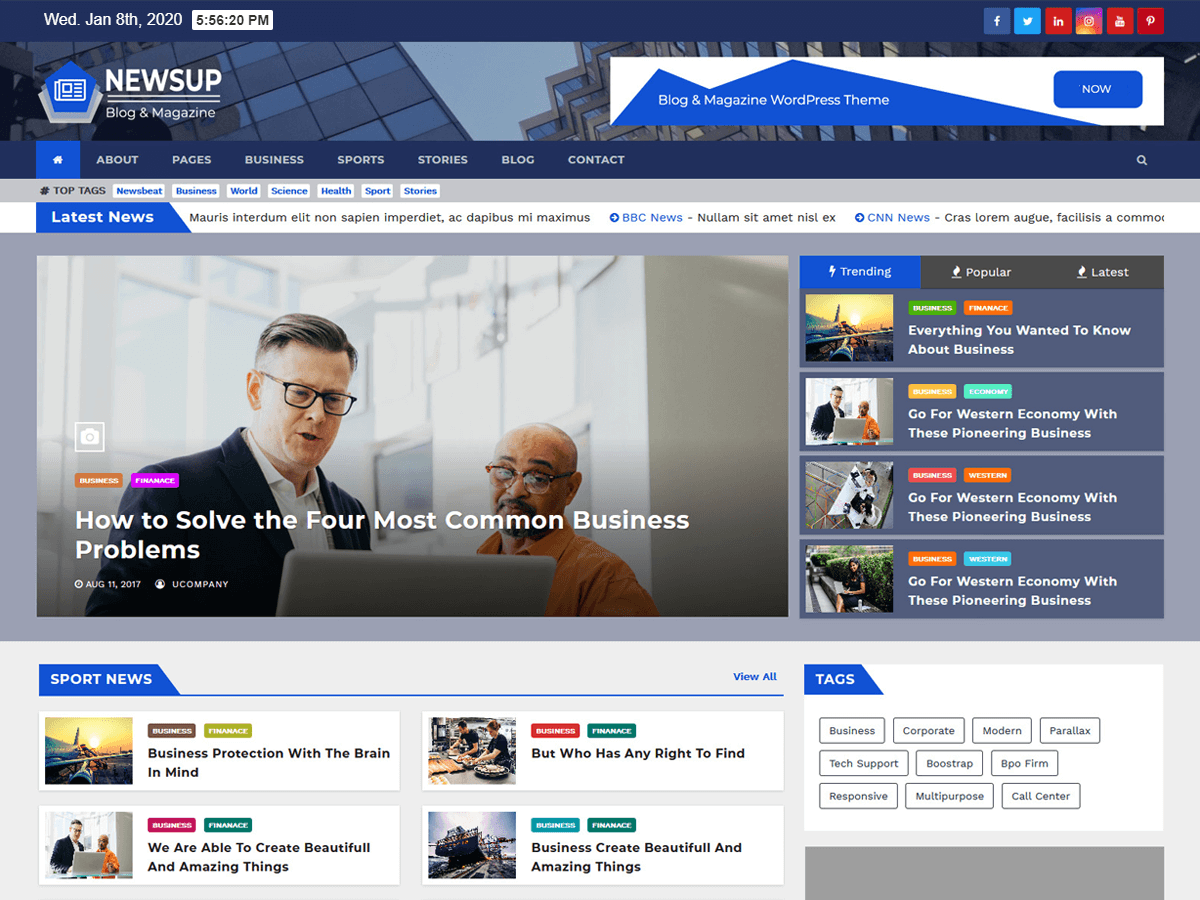 Wed. Jan 8th, 2020 5:56:20 PM
NEWSUP
Blog & Magazine
Blog & Magazine WordPress Theme
NOW
ABOUT PAGES BUSINESS SPORTS STORIES BLOG CONTACT
# TOP TAGS Newsbeat Business World Science Health Sport Stories
Latest News Mauris interdum elit non sapien imperdiet, ac dapibus mi maximus BBC News - Nullam sit amet nisl ex CNN News - Cras lorem augue, facilisis a commod
BUSINESS FINANACE
How to Solve the Four Most Common Business
Problems
AUG 11, 2017 UCOMPANY
Trending Popular Latest
BUSINESS FINANACE
Everything You Wanted To Know
About Business
BUSINESS ECONOMY
Go For Western Economy With
These Pioneering Business
BUSINESS WESTERN
Go For Western Economy With
These Pioneering Business
BUSINESS WESTERN
Go For Western Economy With
These Pioneering Business
SPORT NEWS View All
BUSINESS FINANACE
Business Protection With The Brain
In Mind
BUSINESS FINANACE
But Who Has Any Right To Find
BUSINESS FINANACE
We Are Able To Create Beautifull
And Amazing Things
BUSINESS FINANACE
Business Create Beautifull And
Amazing Things
TAGS
Business Corporate Modern Parallax
Tech Support Boostrap Bpo Firm
Responsive Multipurpose Call Center